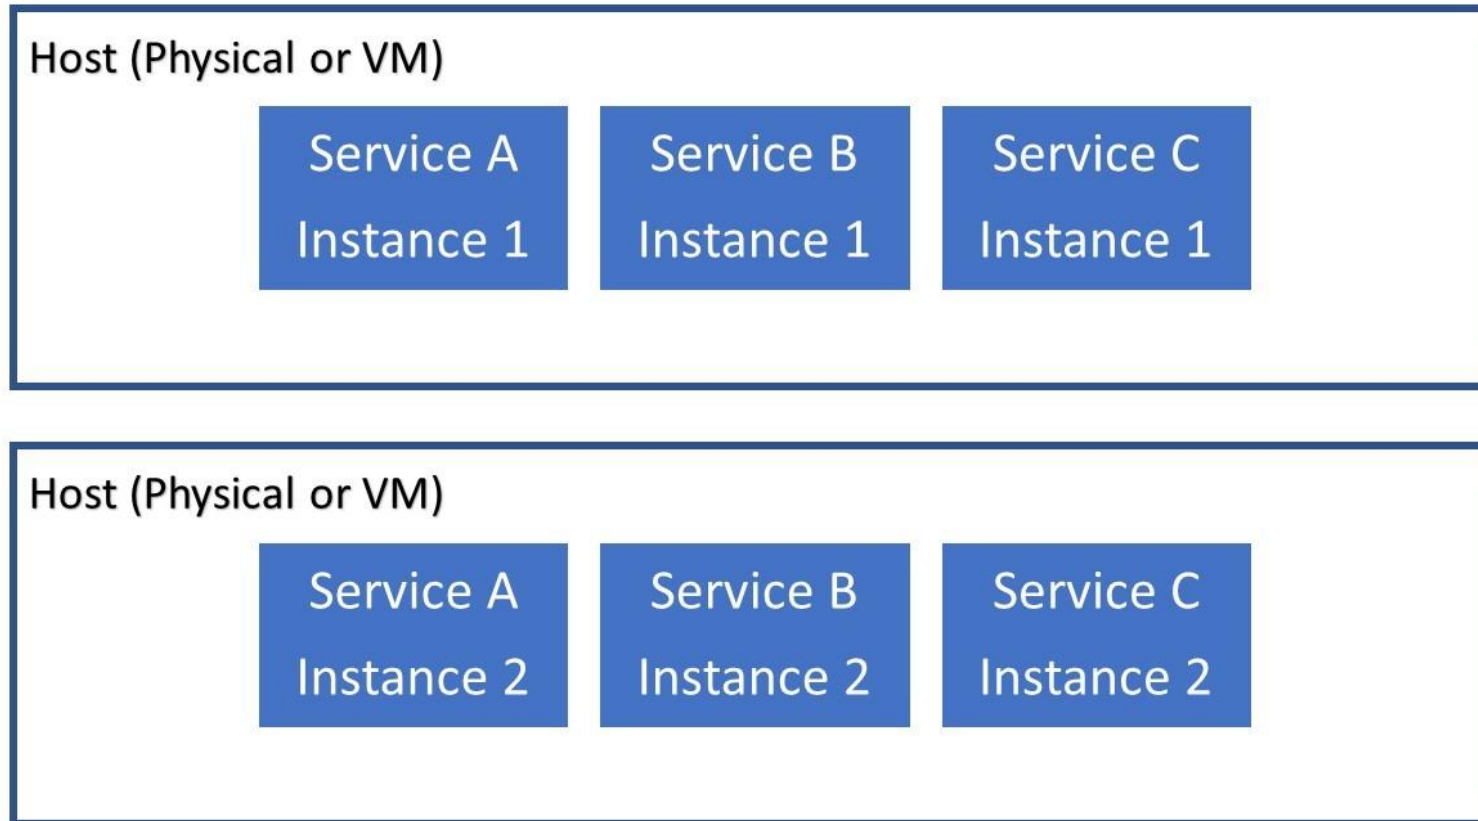 Host (Physical or VM)
Service A
Instance 1
Service B
Instance 1
Service C
Instance 1
Host (Physical or VM)
Service A
Instance 2
Service B
Instance 2
Service C
Instance 2